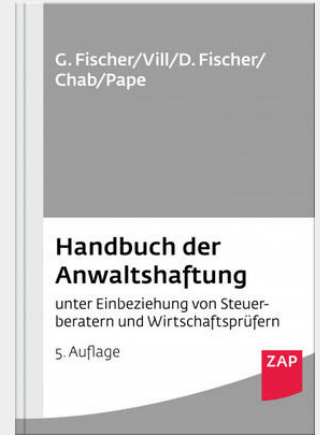 G. Fischer/Vill/D. Fischer/
Chab/Pape
Handbuch der
Anwaltshaftung
unter Einbeziehung von Steuer-
beratern und Wirtschaftsprüfern
5. Auflage
ZAP